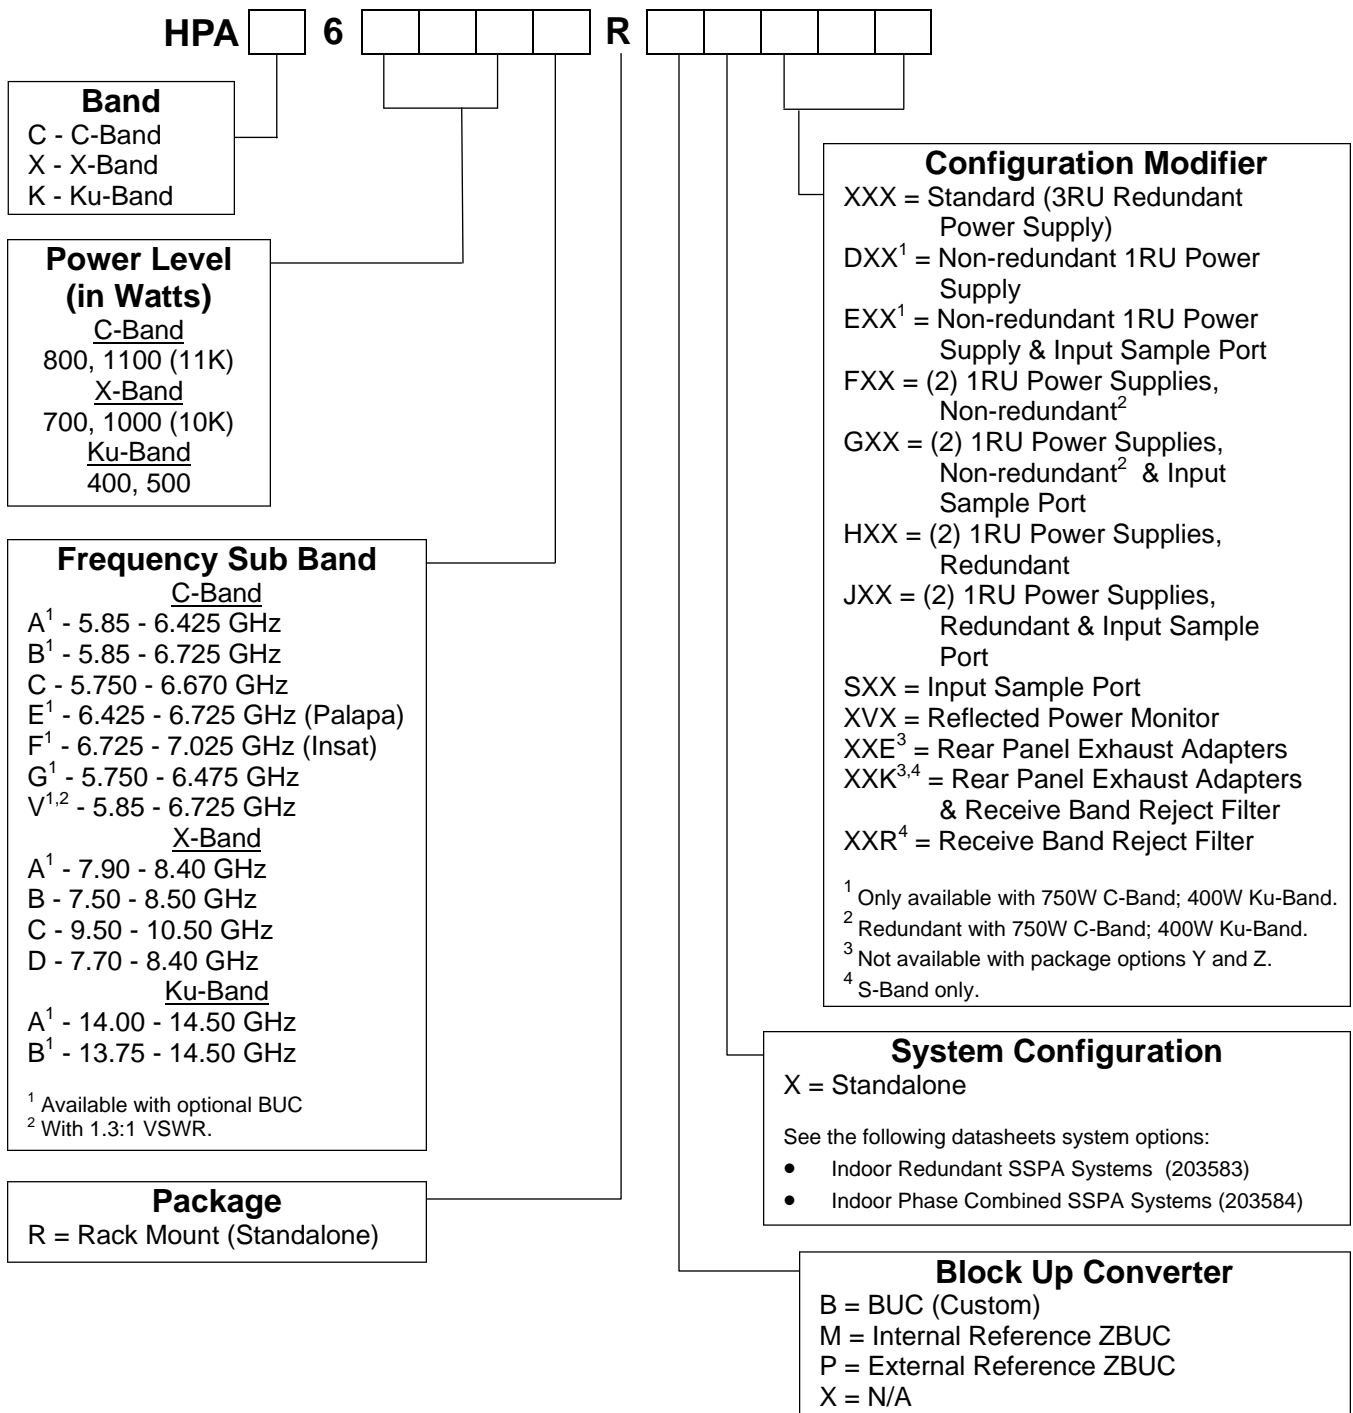 HPA 6 R
Band
C - C-Band
X - X-Band
K - Ku-Band
Power Level
(in Watts)
C-Band
800, 1100 (11K)
X-Band
700, 1000 (10K)
Ku-Band
400, 500
Frequency Sub Band
C-Band
A¹ - 5.85 - 6.425 GHz
B¹ - 5.85 - 6.725 GHz
C - 5.750 - 6.670 GHz
E¹ - 6.425 - 6.725 GHz (Palapa)
F¹ - 6.725 - 7.025 GHz (Insat)
G¹ - 5.750 - 6.475 GHz
V¹,² - 5.85 - 6.725 GHz
X-Band
A¹ - 7.90 - 8.40 GHz
B - 7.50 - 8.50 GHz
C - 9.50 - 10.50 GHz
D - 7.70 - 8.40 GHz
Ku-Band
A¹ - 14.00 - 14.50 GHz
B¹ - 13.75 - 14.50 GHz
¹ Available with optional BUC
² With 1.3:1 VSWR.
Package
R = Rack Mount (Standalone)
Configuration Modifier
XXX = Standard (3RU Redundant
Power Supply)
DXX¹ = Non-redundant 1RU Power
Supply
EXX¹ = Non-redundant 1RU Power
Supply & Input Sample Port
FXX = (2) 1RU Power Supplies,
Non-redundant²
GXX = (2) 1RU Power Supplies,
Non-redundant² & Input
Sample Port
HXX = (2) 1RU Power Supplies,
Redundant
JXX = (2) 1RU Power Supplies,
Redundant & Input Sample
Port
SXX = Input Sample Port
XVX = Reflected Power Monitor
XXE³ = Rear Panel Exhaust Adapters
XXK³,⁴ = Rear Panel Exhaust Adapters
& Receive Band Reject Filter
XXR⁴ = Receive Band Reject Filter
¹ Only available with 750W C-Band; 400W Ku-Band.
² Redundant with 750W C-Band; 400W Ku-Band.
³ Not available with package options Y and Z.
⁴ S-Band only.
System Configuration
X = Standalone
See the following datasheets system options:
• Indoor Redundant SSPA Systems (203583)
• Indoor Phase Combined SSPA Systems (203584)
Block Up Converter
B = BUC (Custom)
M = Internal Reference ZBUC
P = External Reference ZBUC
X = N/A